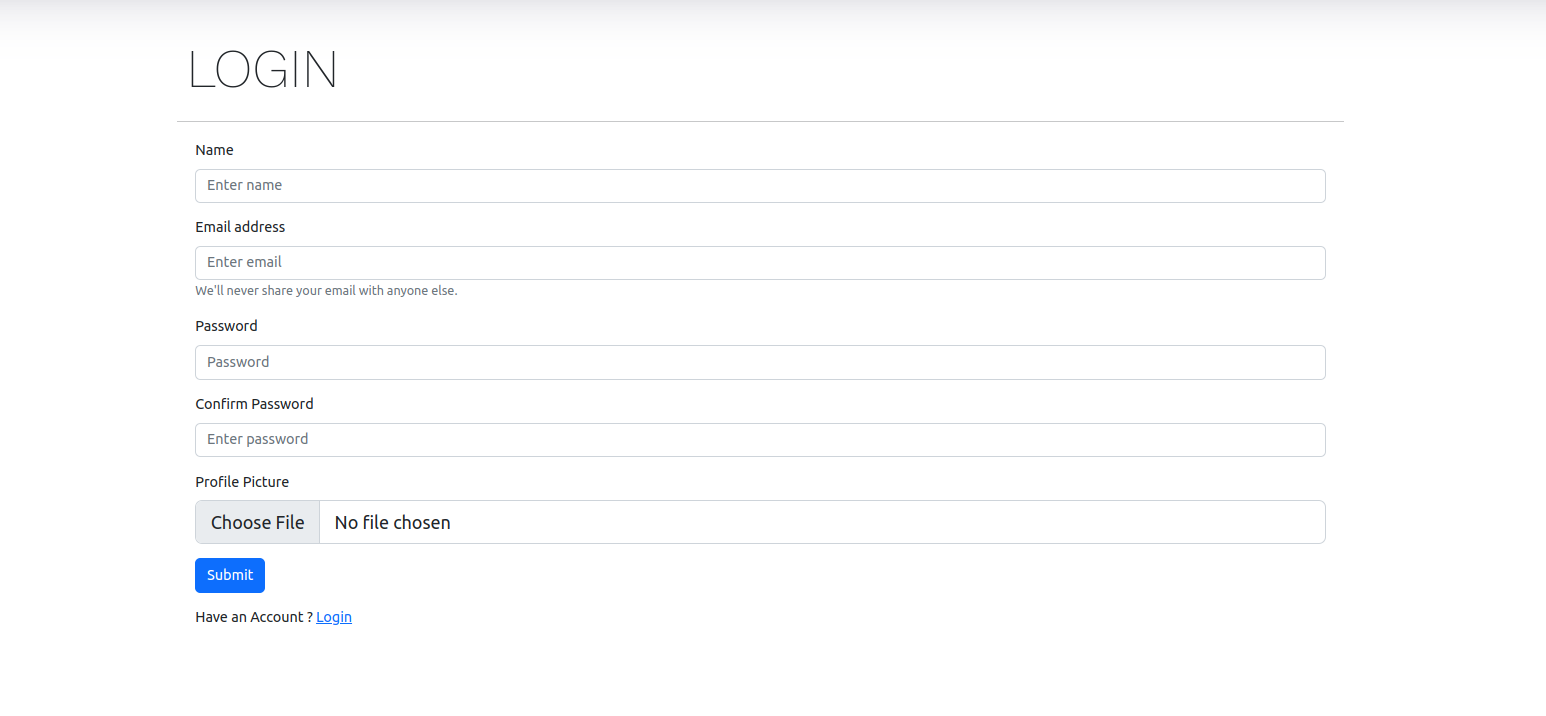 LOGIN
Name
Enter name
Email address
Enter email
We'll never share your email with anyone else.
Password
Password
Confirm Password
Enter password
Profile Picture
Choose File No file chosen
Submit
Have an Account ? Login